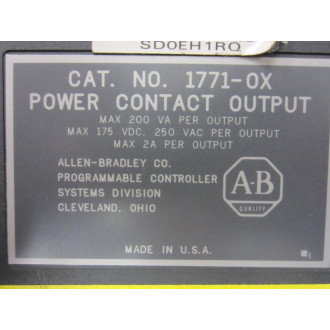 SD0EH1RQ
CAT. NO. 1771-OX
POWER CONTACT OUTPUT
MAX 200 VA PER OUTPUT
MAX 175 VDC. 250 VAC PER OUTPUT
MAX 2A PER OUTPUT
ALLEN-BRADLEY CO.
PROGRAMMABLE CONTROLLER
SYSTEMS DIVISION
CLEVELAND, OHIO
A-B
QUALITY
MADE IN U.S.A.